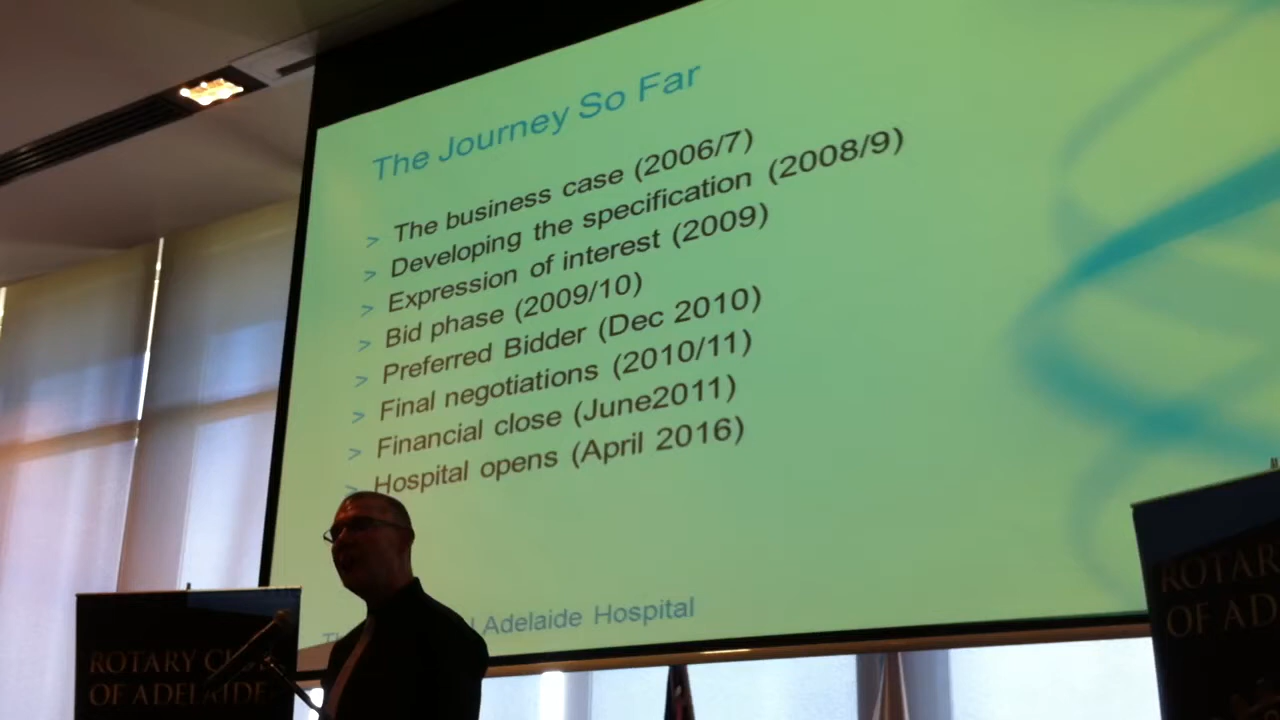 The Journey So Far
> The business case (2006/7)
> Developing the specification (2008/9)
> Expression of interest (2009)
> Bid phase (2009/10)
> Preferred Bidder (Dec 2010)
> Final negotiations (2010/11)
> Financial close (June2011)
> Hospital opens (April 2016)
Adelaide Hospital
ROTARY
OF ADELAIDE
ROTAR
OF AD